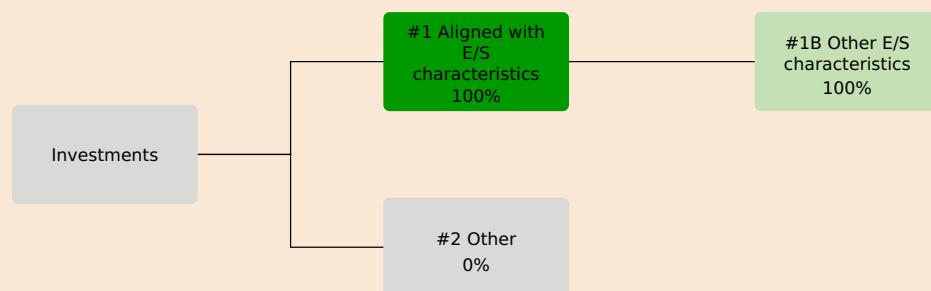 #1 Aligned with
E/S
characteristics
100%
#1B Other E/S
characteristics
100%
Investments
#2 Other
0%